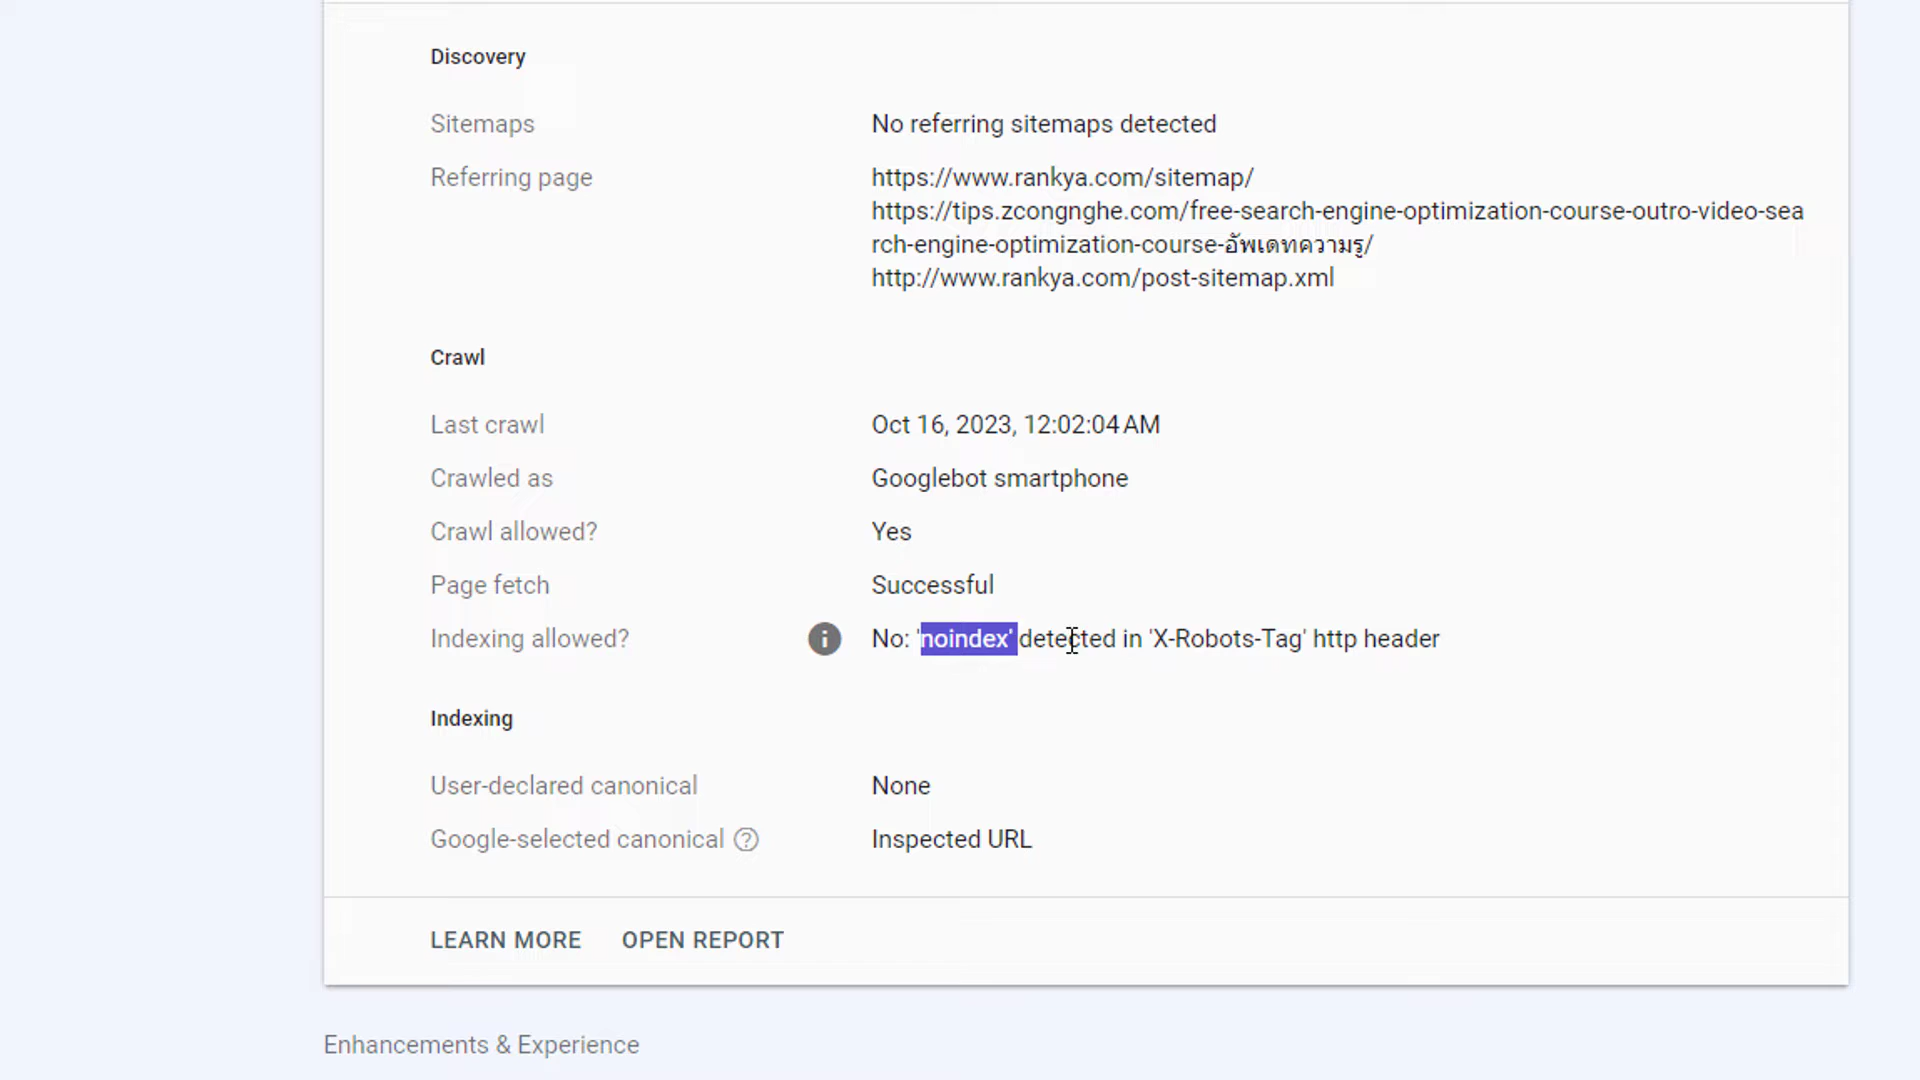 Discovery
Sitemaps No referring sitemaps detected
Referring page https://www.rankya.com/sitemap/
https://tips.zcongnghe.com/free-search-engine-optimization-course-outro-video-sea
rch-engine-optimization-course-อัพเดทความรู/
http://www.rankya.com/post-sitemap.xml
Crawl
Last crawl Oct 16, 2023, 12:02:04 AM
Crawled as Googlebot smartphone
Crawl allowed? Yes
Page fetch Successful
Indexing allowed? No: 'noindex' detected in 'X-Robots-Tag' http header
Indexing
User-declared canonical None
Google-selected canonical Inspected URL
LEARN MORE OPEN REPORT
Enhancements & Experience